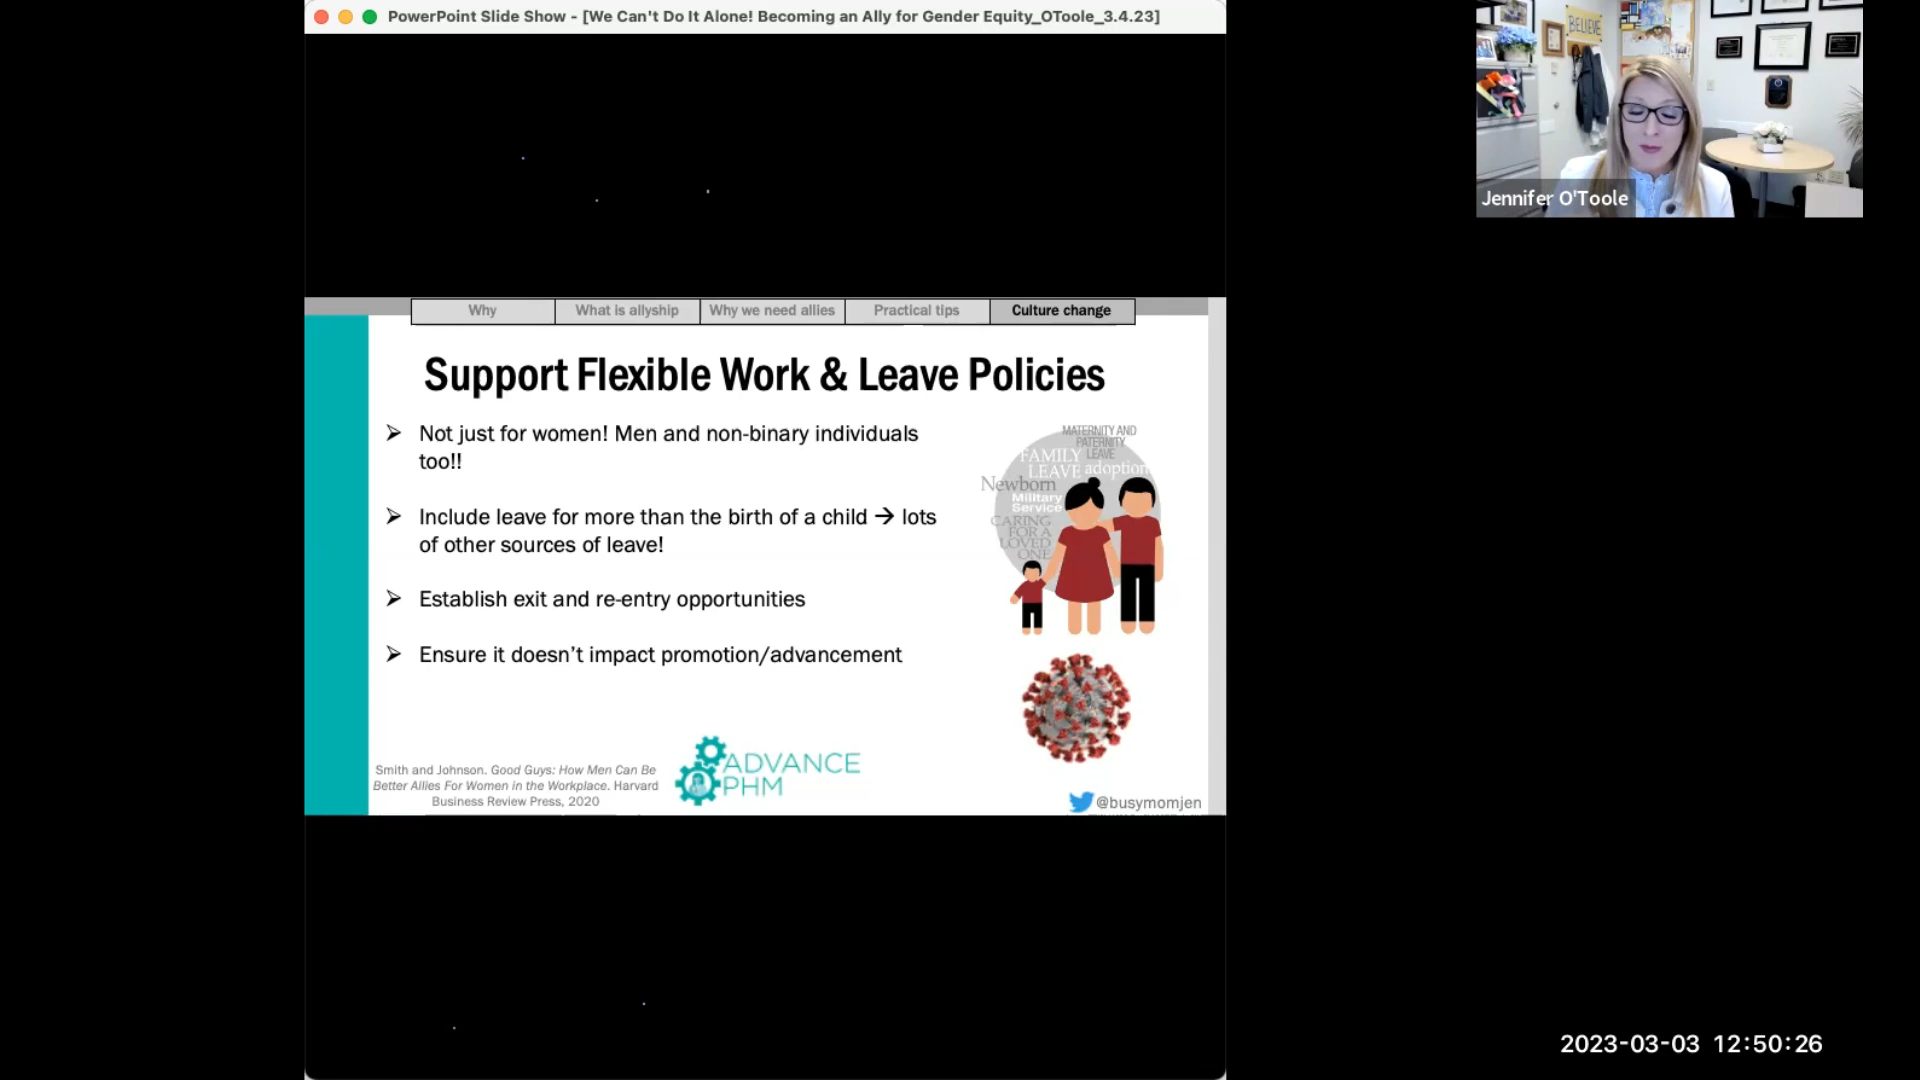 PowerPoint Slide Show - [We Can't Do It Alone! Becoming an Ally for Gender Equity_OToole_3.4.23]
BELIEVE
Jennifer O'Toole
Why
What is allyship
Why we need allies
Practical tips
Culture change
Support Flexible Work & Leave Policies
➢ Not just for women! Men and non-binary individuals
too!!
➢ Include leave for more than the birth of a child → lots
of other sources of leave!
➢ Establish exit and re-entry opportunities
➢ Ensure it doesn’t impact promotion/advancement
MATERNITY AND
PATERNITY
LEAVE
FAMILY
LEAVE
adoption
Newborn
Military
Service
CARING
FOR A
LOVED
ONE
Smith and Johnson. Good Guys: How Men Can Be
Better Allies For Women in the Workplace. Harvard
Business Review Press, 2020
ADVANCE
PHM
@busymomjen
2023-03-03 12:50:26